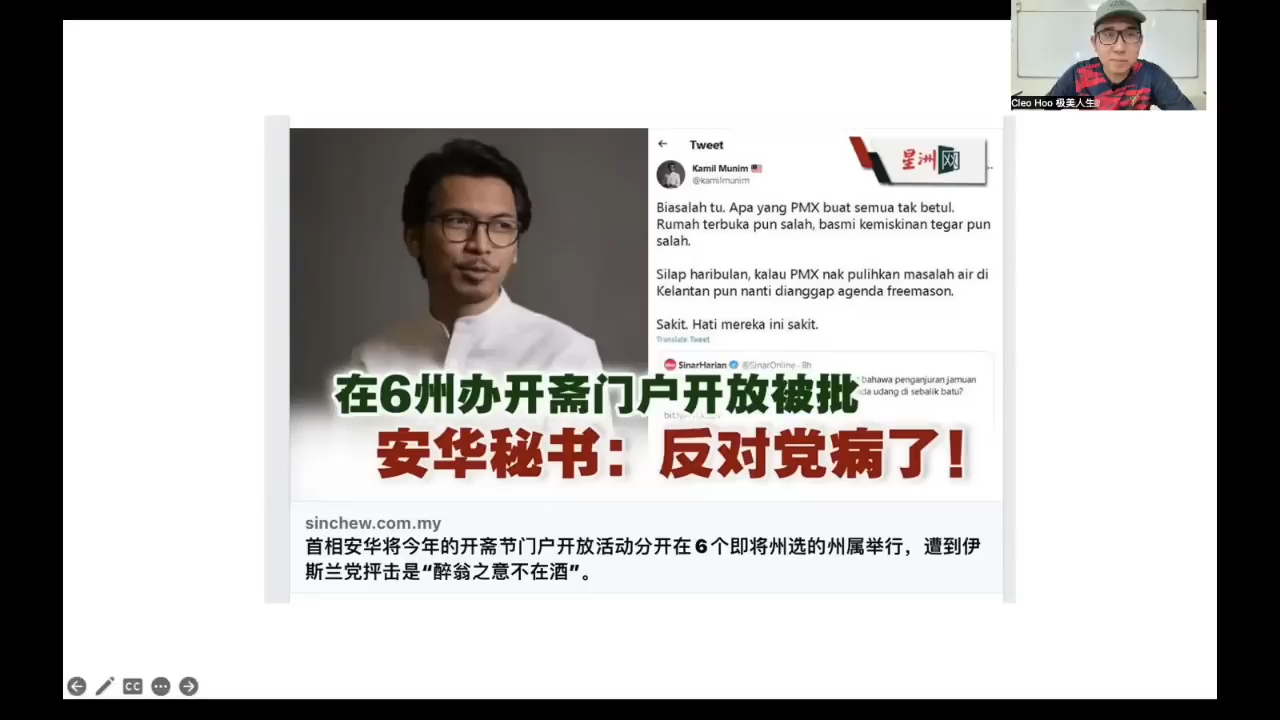 Cleo Hoo 极美人生
Tweet
星洲网
Kamil Munim 🇲🇾
@kamilmunim
Biasalah tu. Apa yang PMX buat semua tak betul.
Rumah terbuka pun salah, basmi kemiskinan tegar pun
salah.
Silap haribulan, kalau PMX nak pulihkan masalah air di
Kelantan pun nanti dianggap agenda freemason.
Sakit. Hati mereka ini sakit.
Translate Tweet
SinarHarian @SinarOnline · 8h
bahawa penganjuran jamuan
udang di sebalik batu?
在6州办开斋门户开放被批
安华秘书：反对党病了！
sinchew.com.my
首相安华将今年的开斋节门户开放活动分开在6个即将州选的州属举行，遭到伊
斯兰党抨击是“醉翁之意不在酒”。
CC